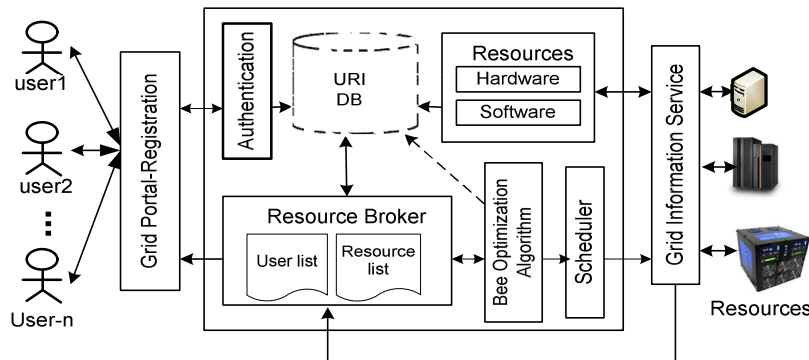 user1
user2
User-n
Grid Portal-Registration
Authentication
URI
DB
Resources
Hardware
Software
Resource Broker
User list
Resource
list
Bee Optimization
Algorithm
Scheduler
Grid Information Service
Resources